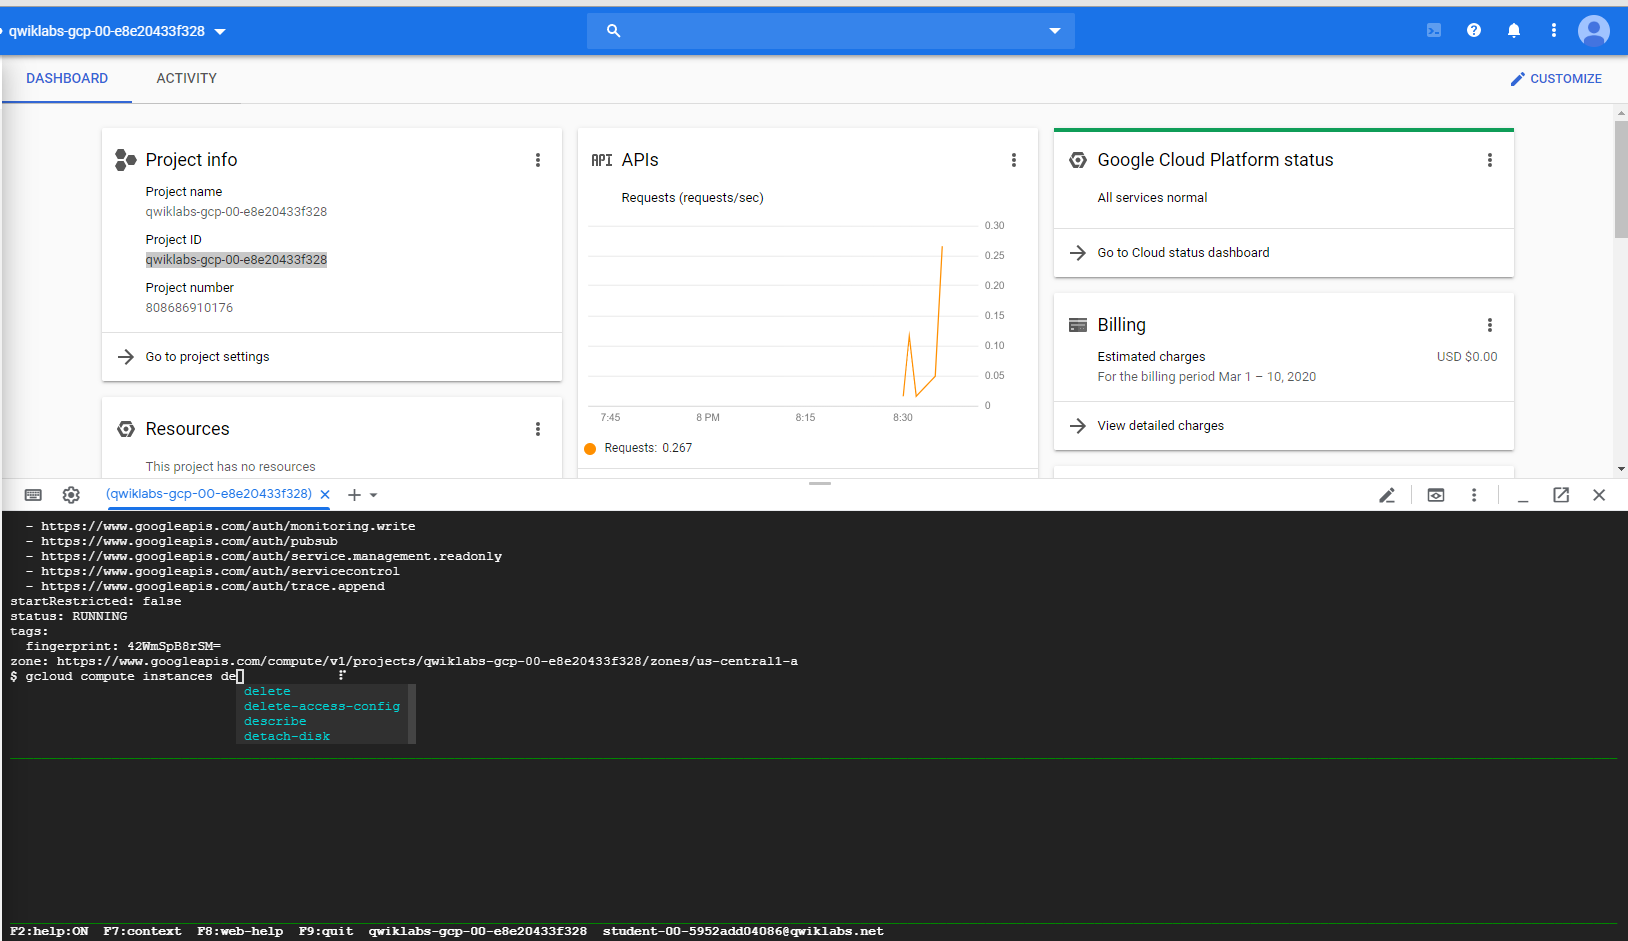 qwiklabs-gcp-00-e8e20433f328
DASHBOARD
ACTIVITY
CUSTOMIZE
Project info
Project name
qwiklabs-gcp-00-e8e20433f328
Project ID
qwiklabs-gcp-00-e8e20433f328
Project number
808686910176
Go to project settings
Resources
This project has no resources
API APIs
Requests (requests/sec)
0.30
0.25
0.20
0.15
0.10
0.05
0
7:45 8 PM 8:15 8:30
Requests: 0.267
Google Cloud Platform status
All services normal
Go to Cloud status dashboard
Billing
Estimated charges USD $0.00
For the billing period Mar 1 – 10, 2020
View detailed charges
(qwiklabs-gcp-00-e8e20433f328)
- https://www.googleapis.com/auth/monitoring.write
- https://www.googleapis.com/auth/pubsub
- https://www.googleapis.com/auth/service.management.readonly
- https://www.googleapis.com/auth/servicecontrol
- https://www.googleapis.com/auth/trace.append
startRestricted: false
status: RUNNING
tags:
fingerprint: 42WmSpB8rSM=
zone: https://www.googleapis.com/compute/v1/projects/qwiklabs-gcp-00-e8e20433f328/zones/us-central1-a
$ gcloud compute instances de
delete
delete-access-config
describe
detach-disk
F2:help:ON F7:context F8:web-help F9:quit qwiklabs-gcp-00-e8e20433f328 student-00-5952add04086@qwiklabs.net